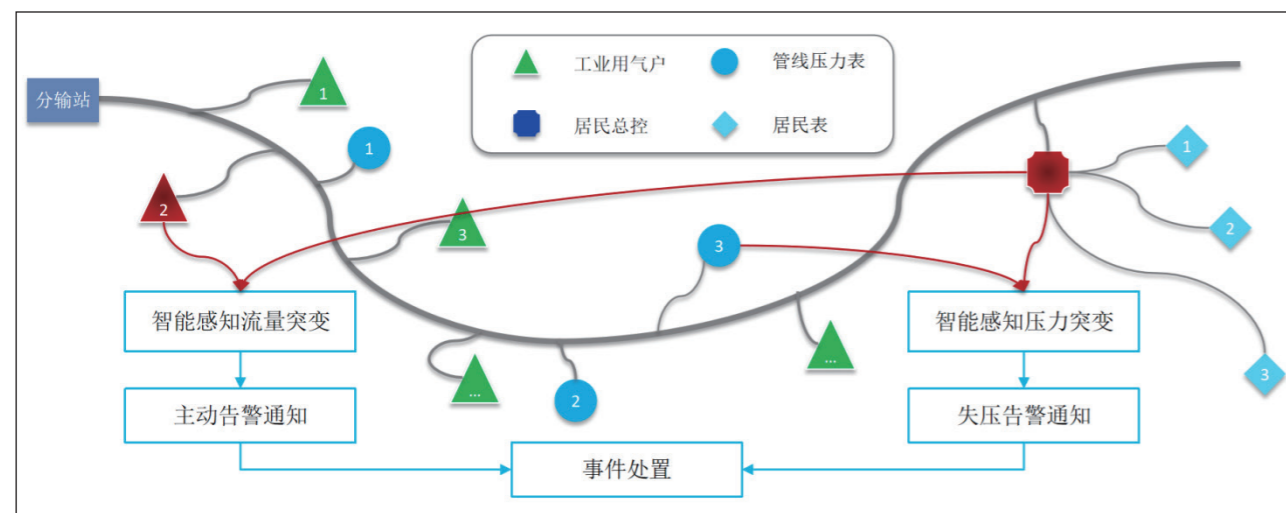 工业用气户
管线压力表
居民总控
居民表
分输站
1
1
2
3
3
1
2
3
...
2
...
智能感知流量突变
智能感知压力突变
主动告警通知
失压告警通知
事件处置